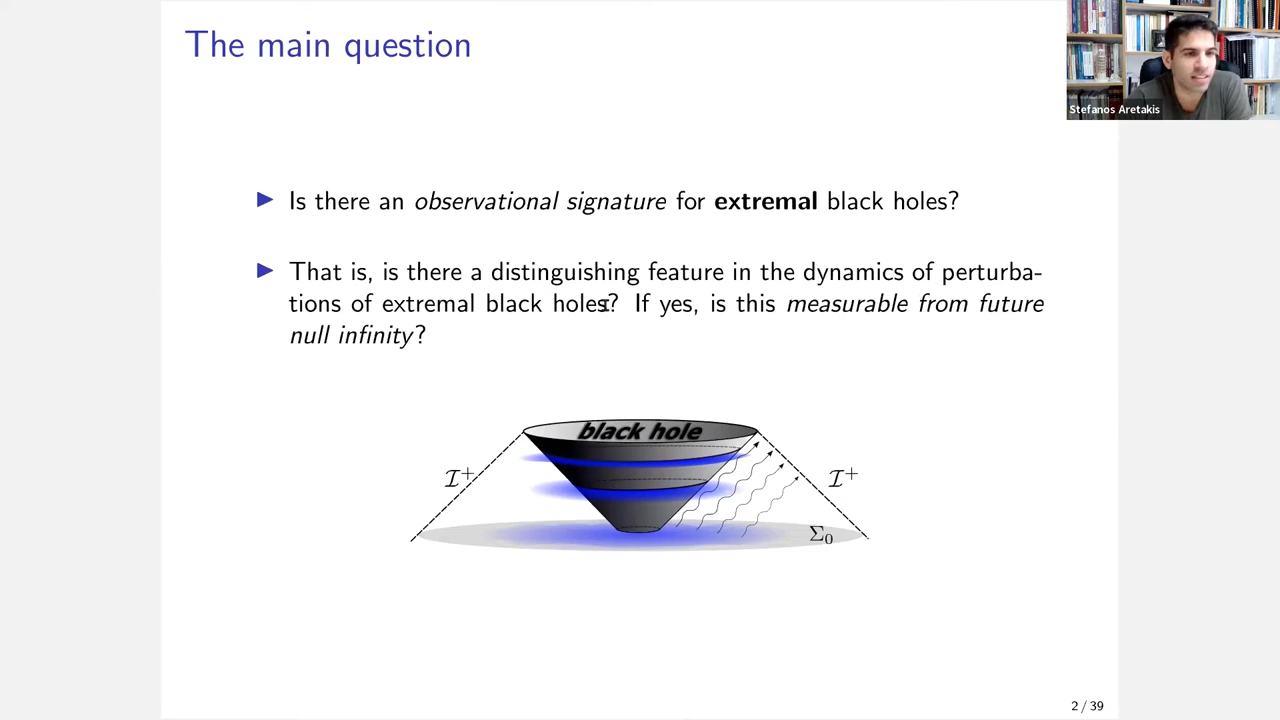 The main question
Stefanos Aretakis
▶ Is there an observational signature for extremal black holes?
▶ That is, is there a distinguishing feature in the dynamics of perturba-
tions of extremal black holes? If yes, is this measurable from future
null infinity?
black hole
ℐ⁺
ℐ⁺
Σ₀
2 / 39